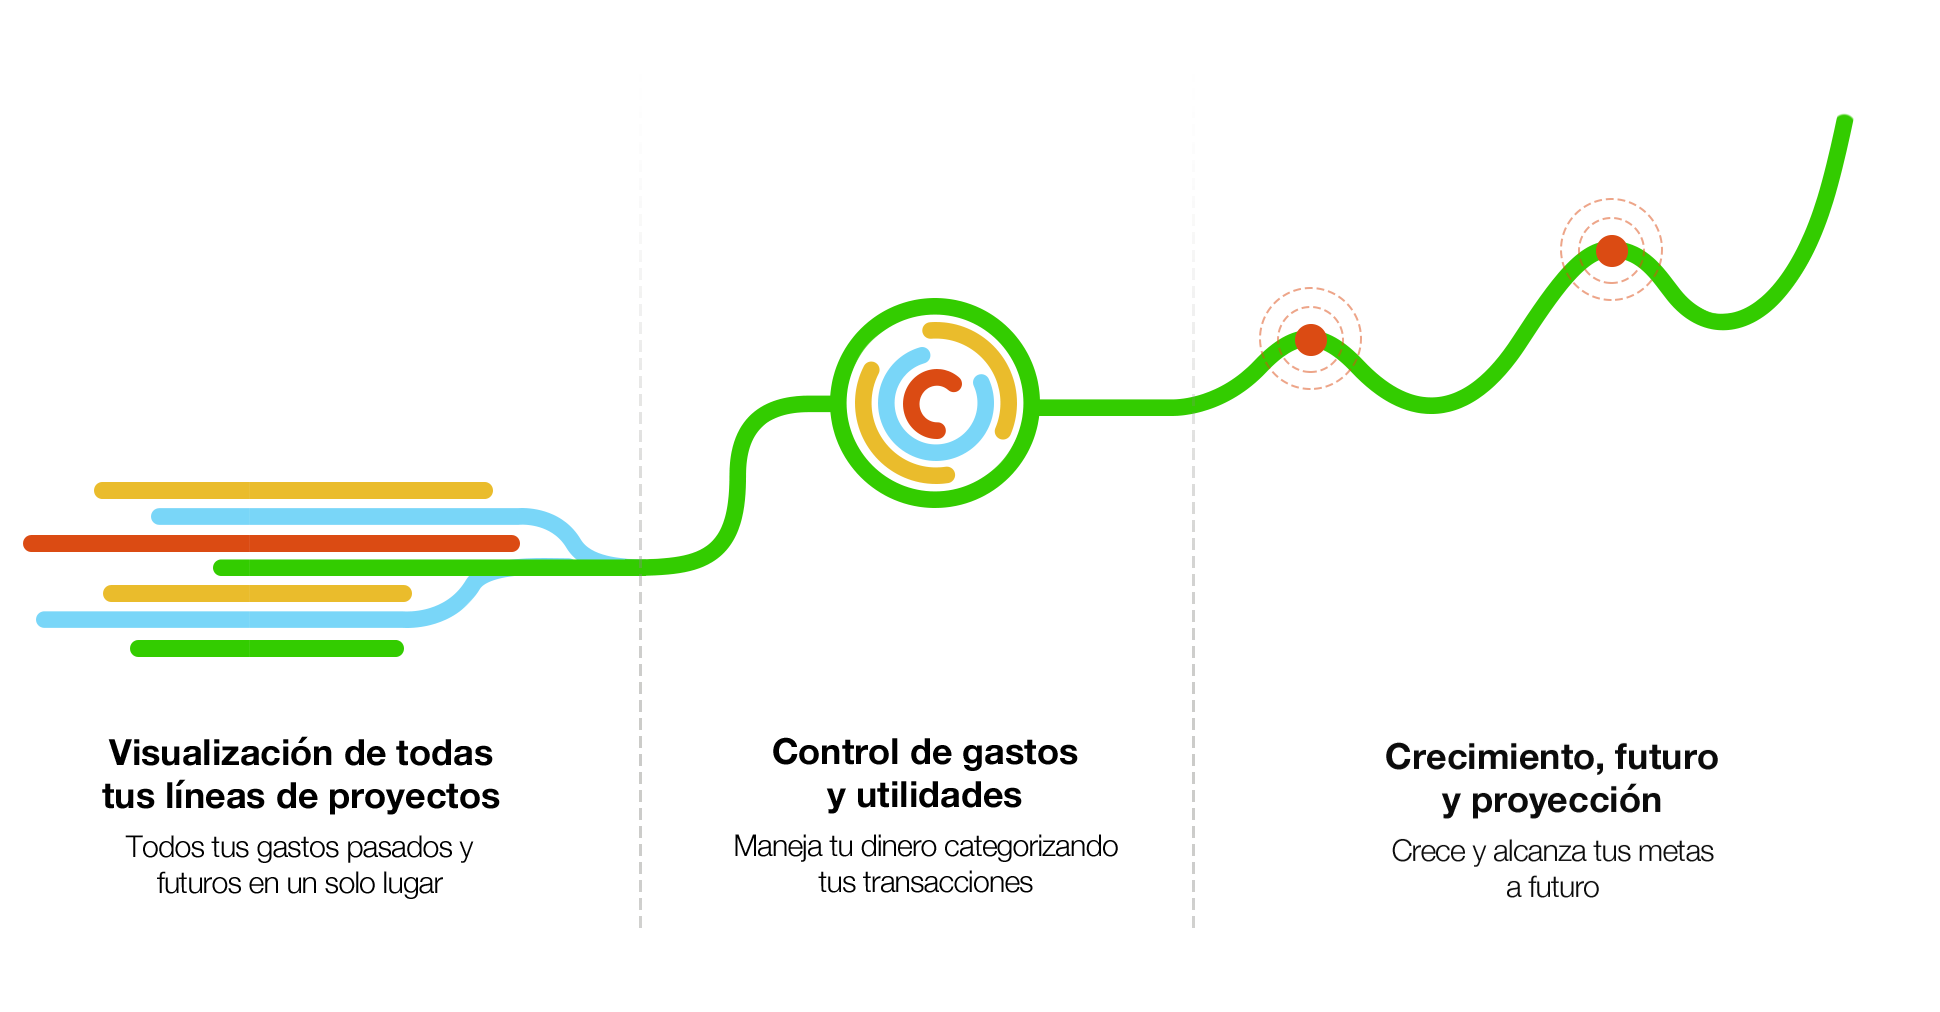 Visualización de todas
tus líneas de proyectos
Todos tus gastos pasados y
futuros en un solo lugar
Control de gastos
y utilidades
Maneja tu dinero categorizando
tus transacciones
Crecimiento, futuro
y proyección
Crece y alcanza tus metas
a futuro